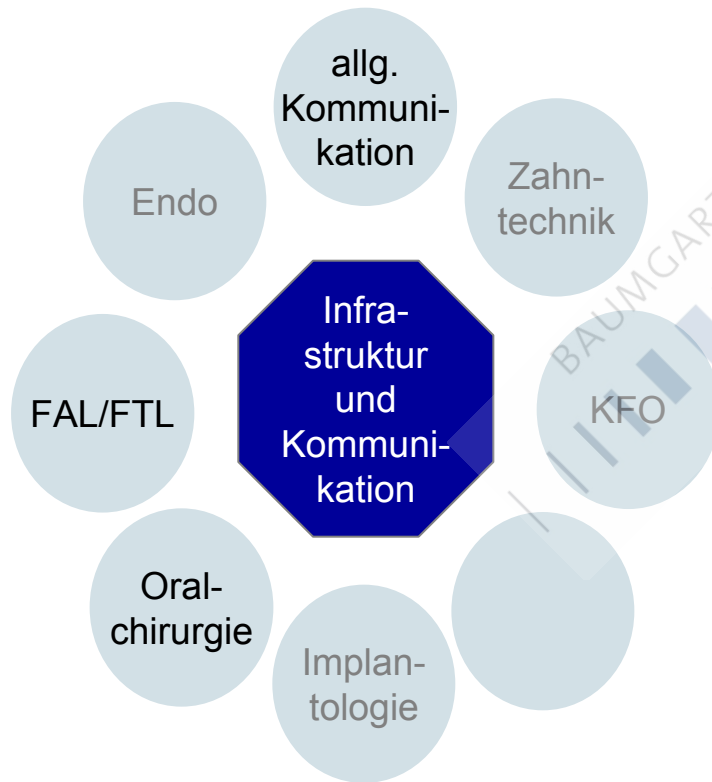 allg.
Kommuni-
kation
Zahn-
technik
Endo
Infra-
struktur
und
Kommuni-
kation
FAL/FTL
KFO
Oral-
chirurgie
Implan-
tologie